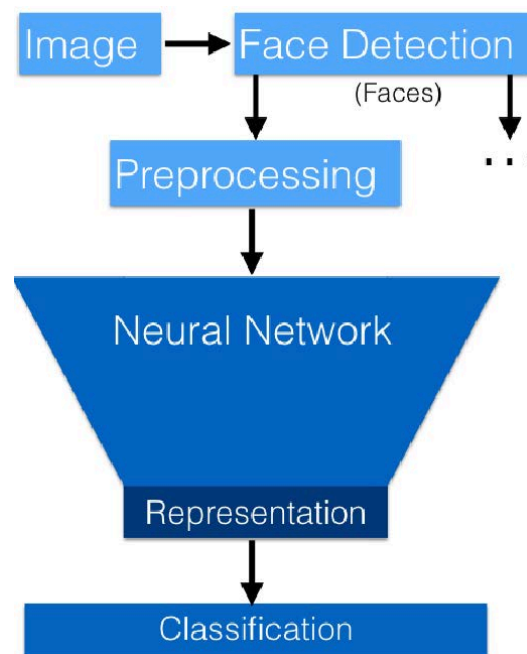 Image
Face Detection
(Faces)
Preprocessing
...
Neural Network
Representation
Classification